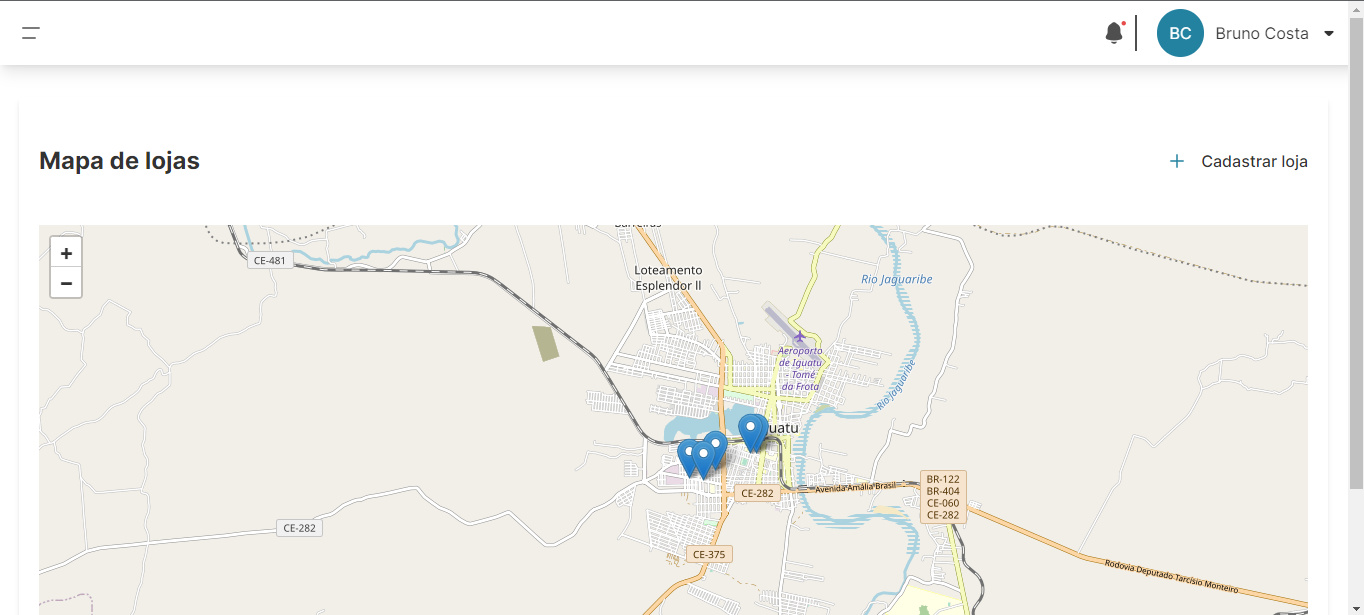 BC
Bruno Costa
Mapa de lojas
+
Cadastrar loja
+
−
CE-481
Loteamento
Esplendor ll
Rio Jaguaribe
Aeroporto
de Iguatu
- Tomé
da Frota
Rio Jaguaribe
uatu
CE-282
Avenida Amália Brasil
BR-122
BR-404
CE-060
CE-282
CE-282
CE-375
Rodovia Deputado Tarcísio Monteiro